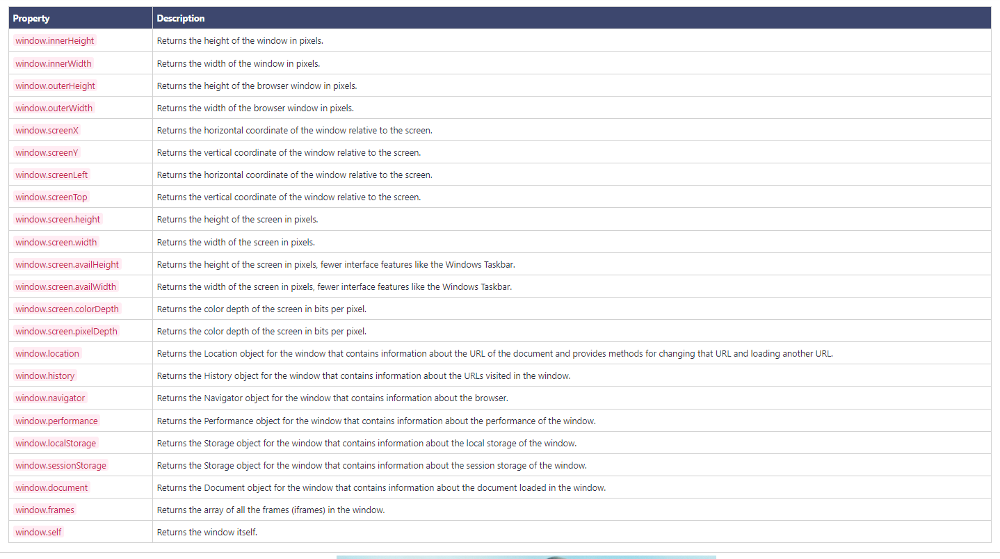 Property Description
window.innerHeight Returns the height of the window in pixels.
window.innerWidth Returns the width of the window in pixels.
window.outerHeight Returns the height of the browser window in pixels.
window.outerWidth Returns the width of the browser window in pixels.
window.screenX Returns the horizontal coordinate of the window relative to the screen.
window.screenY Returns the vertical coordinate of the window relative to the screen.
window.screenLeft Returns the horizontal coordinate of the window relative to the screen.
window.screenTop Returns the vertical coordinate of the window relative to the screen.
window.screen.height Returns the height of the screen in pixels.
window.screen.width Returns the width of the screen in pixels.
window.screen.availHeight Returns the height of the screen in pixels, fewer interface features like the Windows Taskbar.
window.screen.availWidth Returns the width of the screen in pixels, fewer interface features like the Windows Taskbar.
window.screen.colorDepth Returns the color depth of the screen in bits per pixel.
window.screen.pixelDepth Returns the color depth of the screen in bits per pixel.
window.location Returns the Location object for the window that contains information about the URL of the document and provides methods for changing that URL and loading another URL.
window.history Returns the History object for the window that contains information about the URLs visited in the window.
window.navigator Returns the Navigator object for the window that contains information about the browser.
window.performance Returns the Performance object for the window that contains information about the performance of the window.
window.localStorage Returns the Storage object for the window that contains information about the local storage of the window.
window.sessionStorage Returns the Storage object for the window that contains information about the session storage of the window.
window.document Returns the Document object for the window that contains information about the document loaded in the window.
window.frames Returns the array of all the frames (iframes) in the window.
window.self Returns the window itself.